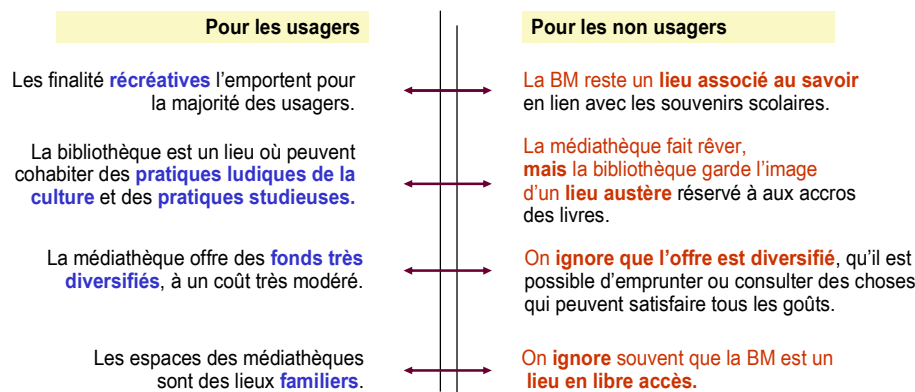 Pour les usagers
Pour les non usagers
Les finalité récréatives l’emportent pour
la majorité des usagers.
La BM reste un lieu associé au savoir
en lien avec les souvenirs scolaires.
La bibliothèque est un lieu où peuvent
cohabiter des pratiques ludiques de la
culture et des pratiques studieuses.
La médiathèque fait rêver,
mais la bibliothèque garde l’image
d’un lieu austère réservé à aux accros
des livres.
La médiathèque offre des fonds très
diversifiés, à un coût très modéré.
On ignore que l’offre est diversifié, qu’il est
possible d’emprunter ou consulter des choses
qui peuvent satisfaire tous les goûts.
Les espaces des médiathèques
sont des lieux familiers.
On ignore souvent que la BM est un
lieu en libre accès.